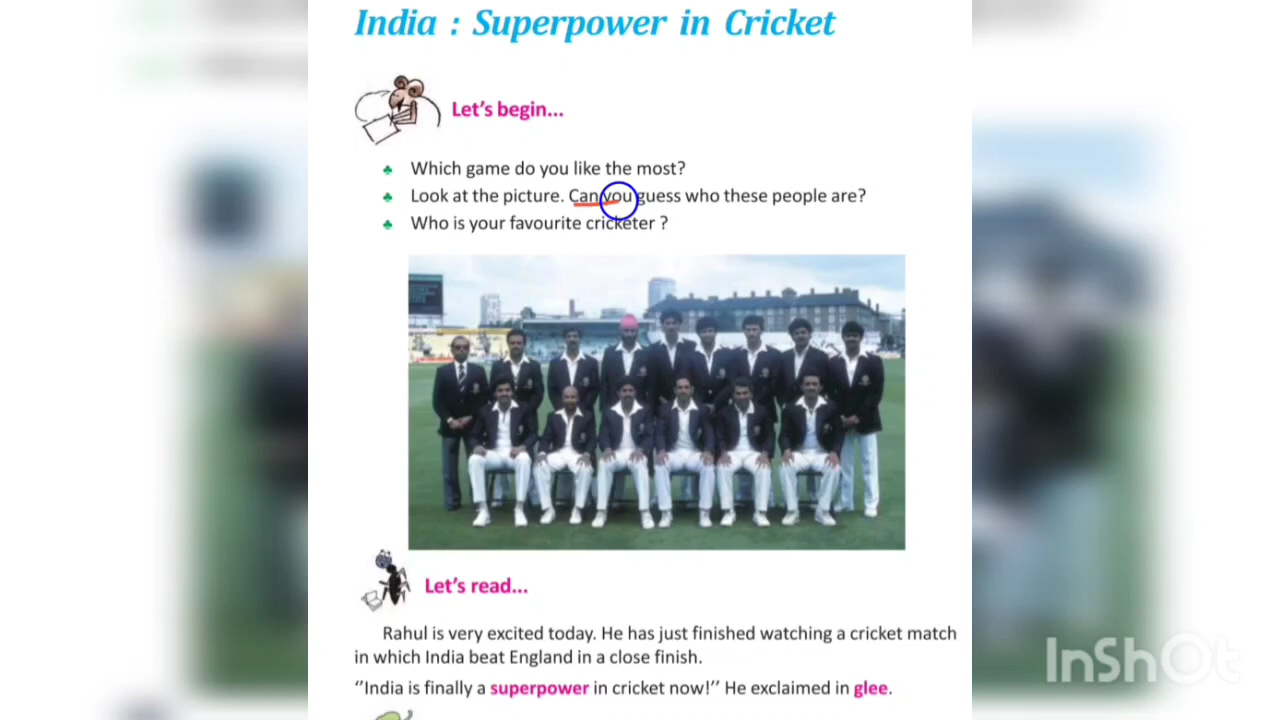 India : Superpower in Cricket
Let's begin...
Which game do you like the most?
Look at the picture. Can you guess who these people are?
Who is your favourite cricketer ?
Let's read...
Rahul is very excited today. He has just finished watching a cricket match
in which India beat England in a close finish.
‘‘India is finally a superpower in cricket now!’’ He exclaimed in glee.
InShOt